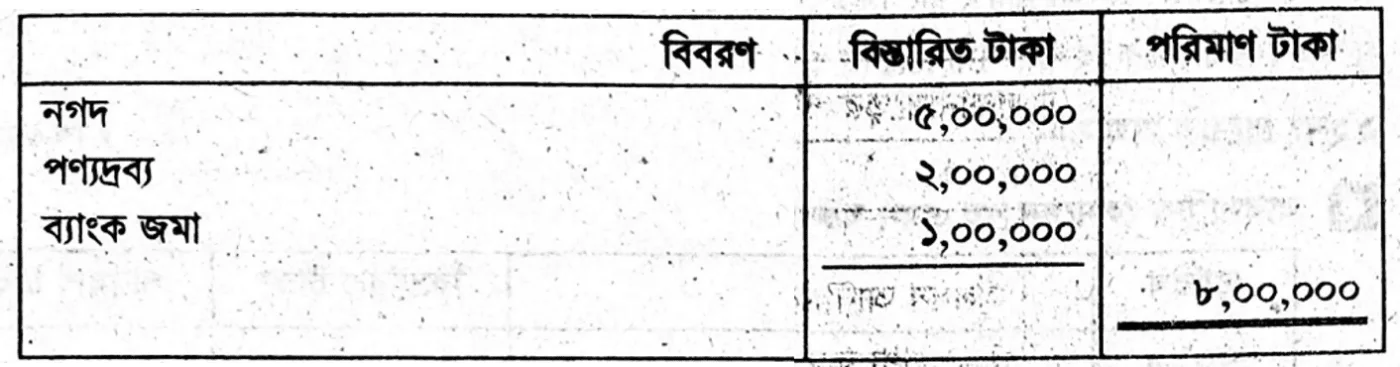 বিবরণ বিস্তারিত টাকা পরিমাণ টাকা
নগদ ৫,০০,০০০
পণ্যদ্রব্য ২,০০,০০০
ব্যাংক জমা ১,০০,০০০
৮,০০,০০০